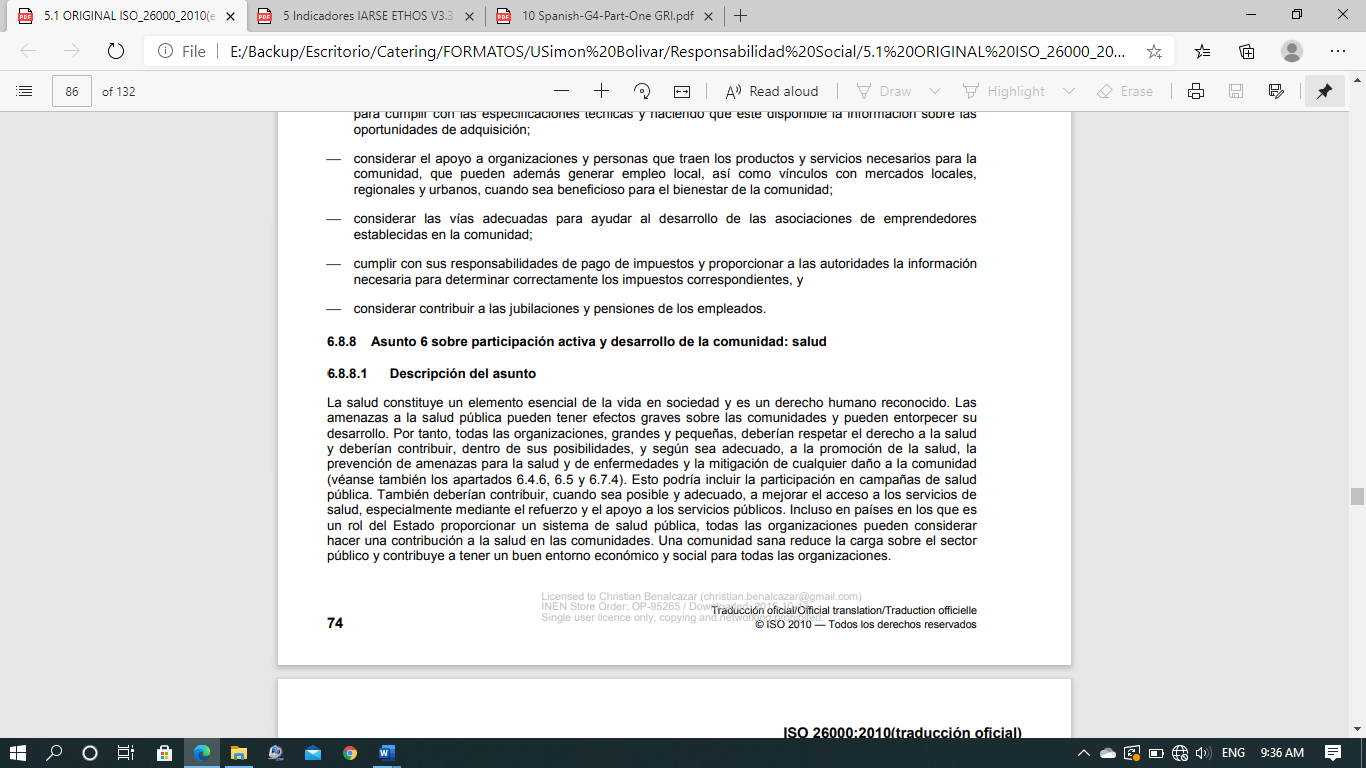 5.1 ORIGINAL ISO_26000_2010(e
5 Indicadores IARSE ETHOS V3.3
10 Spanish-G4-Part-One GRI.pdf
File
E:/Backup/Escritorio/Catering/FORMATOS/USimon%20Bolivar/Responsabilidad%20Social/5.1%20ORIGINAL%20ISO_26000_20...
86 of 132
Read aloud
Draw
Highlight
Erase
para cumplir con las especificaciones técnicas y haciendo que esté disponible la información sobre las
oportunidades de adquisición;
— considerar el apoyo a organizaciones y personas que traen los productos y servicios necesarios para la
comunidad, que pueden además generar empleo local, así como vínculos con mercados locales,
regionales y urbanos, cuando sea beneficioso para el bienestar de la comunidad;
— considerar las vías adecuadas para ayudar al desarrollo de las asociaciones de emprendedores
establecidas en la comunidad;
— cumplir con sus responsabilidades de pago de impuestos y proporcionar a las autoridades la información
necesaria para determinar correctamente los impuestos correspondientes, y
— considerar contribuir a las jubilaciones y pensiones de los empleados.
6.8.8 Asunto 6 sobre participación activa y desarrollo de la comunidad: salud
6.8.8.1 Descripción del asunto
La salud constituye un elemento esencial de la vida en sociedad y es un derecho humano reconocido. Las
amenazas a la salud pública pueden tener efectos graves sobre las comunidades y pueden entorpecer su
desarrollo. Por tanto, todas las organizaciones, grandes y pequeñas, deberían respetar el derecho a la salud
y deberían contribuir, dentro de sus posibilidades, y según sea adecuado, a la promoción de la salud, la
prevención de amenazas para la salud y de enfermedades y la mitigación de cualquier daño a la comunidad
(véanse también los apartados 6.4.6, 6.5 y 6.7.4). Esto podría incluir la participación en campañas de salud
pública. También deberían contribuir, cuando sea posible y adecuado, a mejorar el acceso a los servicios de
salud, especialmente mediante el refuerzo y el apoyo a los servicios públicos. Incluso en países en los que es
un rol del Estado proporcionar un sistema de salud pública, todas las organizaciones pueden considerar
hacer una contribución a la salud en las comunidades. Una comunidad sana reduce la carga sobre el sector
público y contribuye a tener un buen entorno económico y social para todas las organizaciones.
Licensed to Christian Benalcazar (christian.benalcazar@gmail.com)
INEN Store Order: OP-95265 / Downloaded:
Traducción oficial/Official translation/Traduction officielle
Single user licence only, copying and networking prohibited.
74
© ISO 2010 — Todos los derechos reservados
ISO 26000:2010(traducción oficial)
ENG
9:36 AM